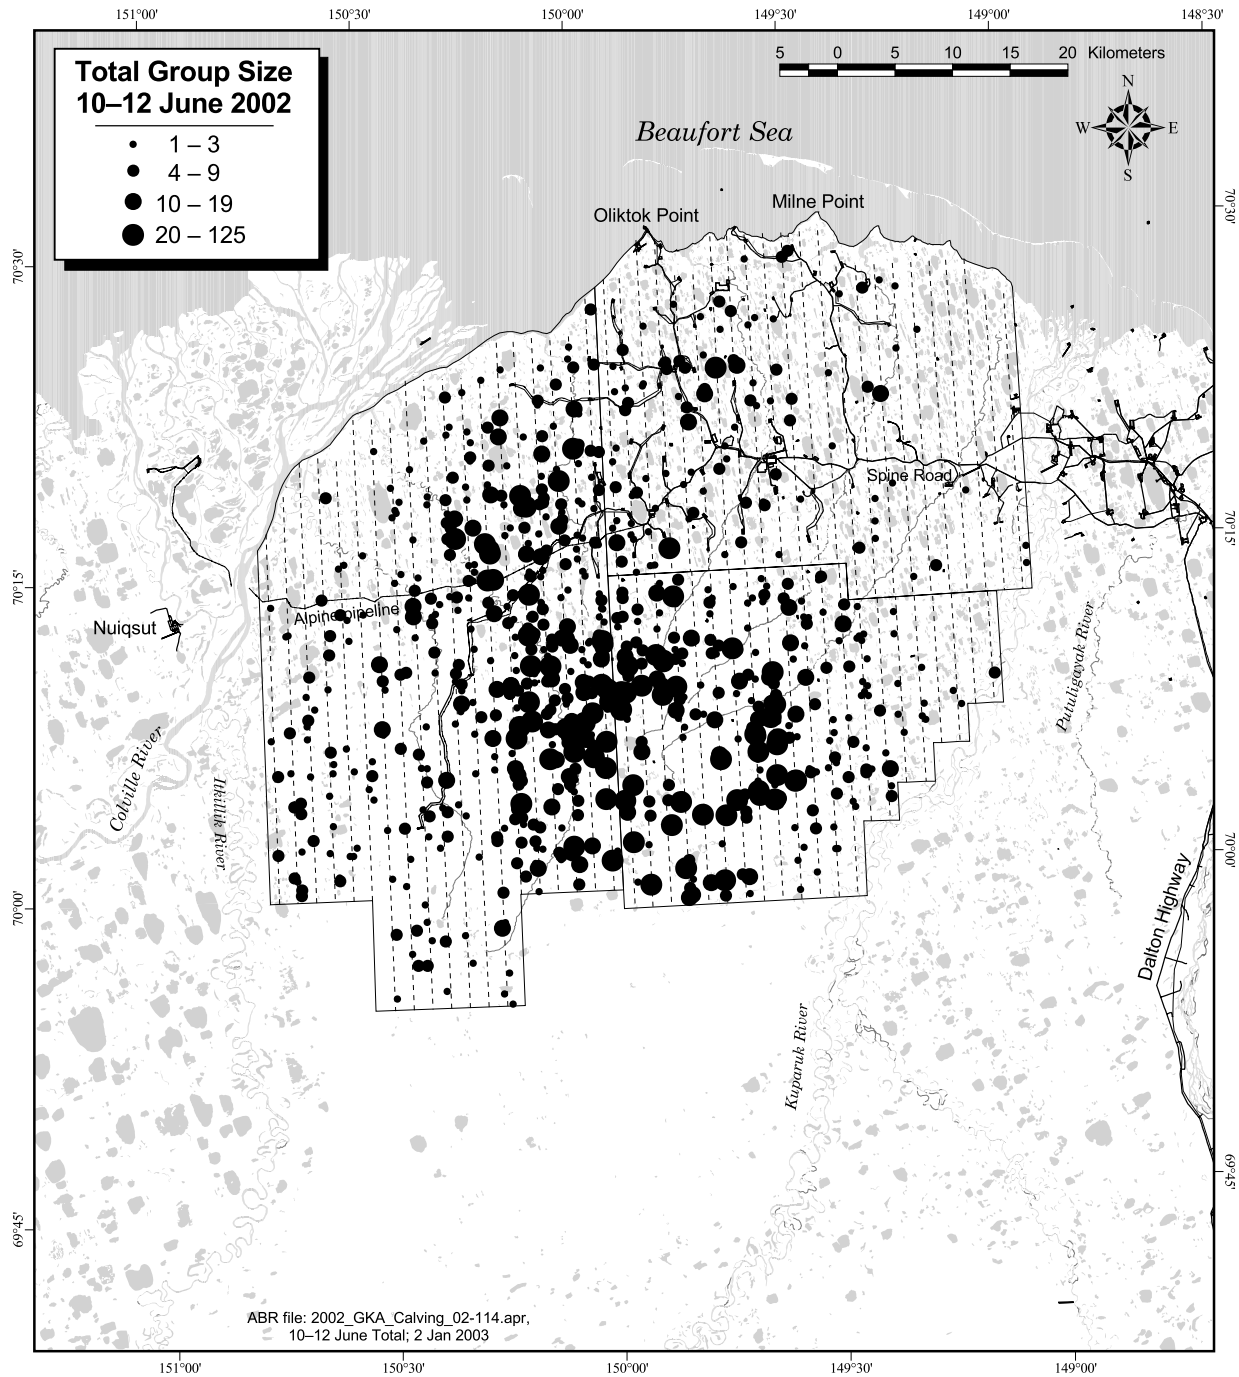 151°00'
150°30'
150°00'
149°30'
149°00'
148°30'
Total Group Size
10–12 June 2002
1 – 3
4 – 9
10 – 19
20 – 125
5 0 5 10 15 20 Kilometers
N
W E
S
Beaufort Sea
Milne Point
Oliktok Point
70°30'
70°30'
Spine Road
70°15'
70°15'
Alpine pipeline
Nuiqsut
Putuligayak River
Colville River
Itkillik River
70°00'
70°00'
Dalton Highway
Kuparuk River
69°45'
69°45'
ABR file: 2002_GKA_Calving_02-114.apr,
10–12 June Total; 2 Jan 2003
151°00'
150°30'
150°00'
149°30'
149°00'